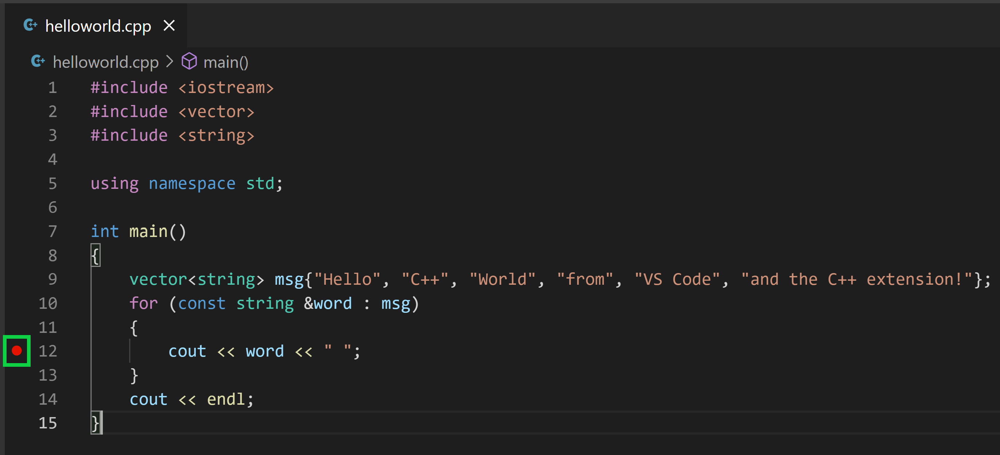 C++ helloworld.cpp ×
C++ helloworld.cpp > main()
1 #include <iostream>
2 #include <vector>
3 #include <string>
4
5 using namespace std;
6
7 int main()
8 {
9     vector<string> msg{"Hello", "C++", "World", "from", "VS Code", "and the C++ extension!"};
10     for (const string &word : msg)
11     {
12         cout << word << " ";
13     }
14     cout << endl;
15 }